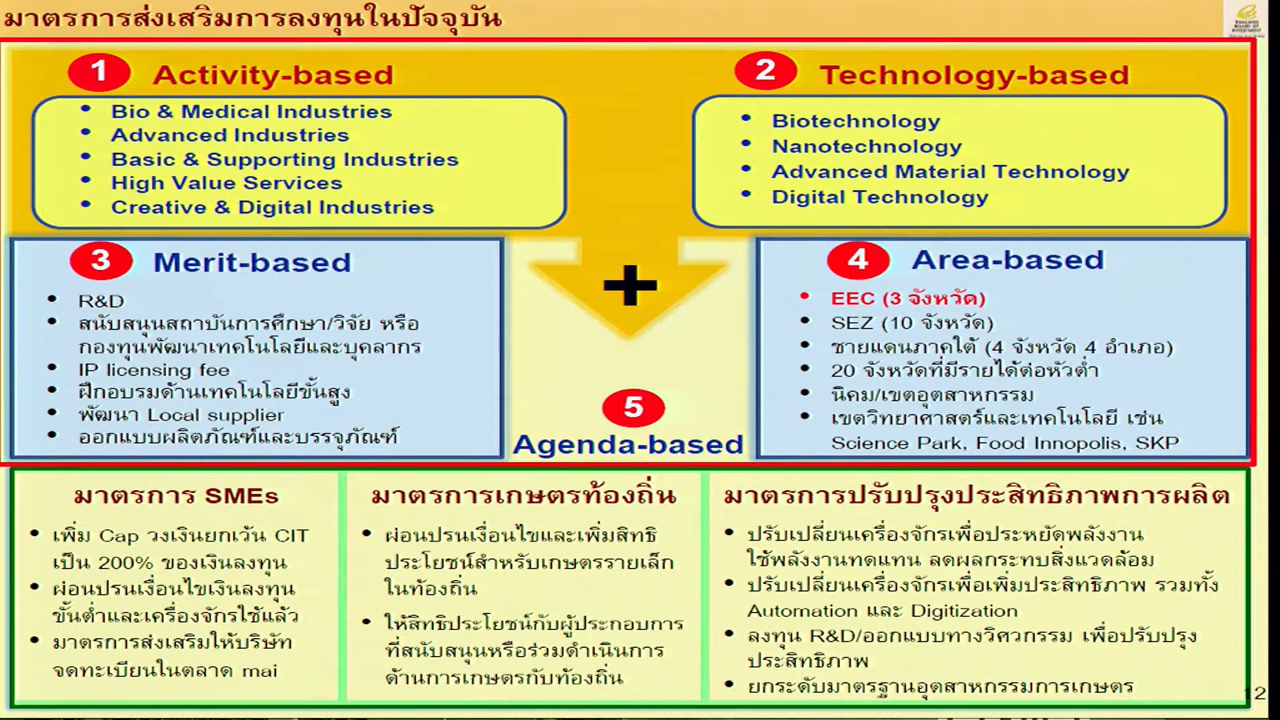 มาตรการส่งเสริมการลงทุนในปัจจุบัน
THAILAND
BOARD OF
INVESTMENT
1 Activity-based
• Bio & Medical Industries
• Advanced Industries
• Basic & Supporting Industries
• High Value Services
• Creative & Digital Industries
2 Technology-based
• Biotechnology
• Nanotechnology
• Advanced Material Technology
• Digital Technology
+
3 Merit-based
• R&D
• สนับสนุนสถาบันการศึกษา/วิจัย หรือ
กองทุนพัฒนาเทคโนโลยีและบุคลากร
• IP licensing fee
• ฝึกอบรมด้านเทคโนโลยีขั้นสูง
• พัฒนา Local supplier
• ออกแบบผลิตภัณฑ์และบรรจุภัณฑ์
4 Area-based
• EEC (3 จังหวัด)
• SEZ (10 จังหวัด)
• ชายแดนภาคใต้ (4 จังหวัด 4 อำเภอ)
• 20 จังหวัดที่มีรายได้ต่อหัวต่ำ
• นิคม/เขตอุตสาหกรรม
• เขตวิทยาศาสตร์และเทคโนโลยี เช่น
Science Park, Food Innopolis, SKP
5
Agenda-based
มาตรการ SMEs
• เพิ่ม Cap วงเงินยกเว้น CIT
เป็น 200% ของเงินลงทุน
• ผ่อนปรนเงื่อนไขเงินลงทุน
ขั้นต่ำและเครื่องจักรใช้แล้ว
• มาตรการส่งเสริมให้บริษัท
จดทะเบียนในตลาด mai
มาตรการเกษตรท้องถิ่น
• ผ่อนปรนเงื่อนไขและเพิ่มสิทธิ
ประโยชน์สำหรับเกษตรรายเล็ก
ในท้องถิ่น
• ให้สิทธิประโยชน์กับผู้ประกอบการ
ที่สนับสนุนหรือร่วมดำเนินการ
ด้านการเกษตรกับท้องถิ่น
มาตรการปรับปรุงประสิทธิภาพการผลิต
• ปรับเปลี่ยนเครื่องจักรเพื่อประหยัดพลังงาน
ใช้พลังงานทดแทน ลดผลกระทบสิ่งแวดล้อม
• ปรับเปลี่ยนเครื่องจักรเพื่อเพิ่มประสิทธิภาพ รวมทั้ง
Automation และ Digitization
• ลงทุน R&D/ออกแบบทางวิศวกรรม เพื่อปรับปรุง
ประสิทธิภาพ
• ยกระดับมาตรฐานอุตสาหกรรมการเกษตร
12